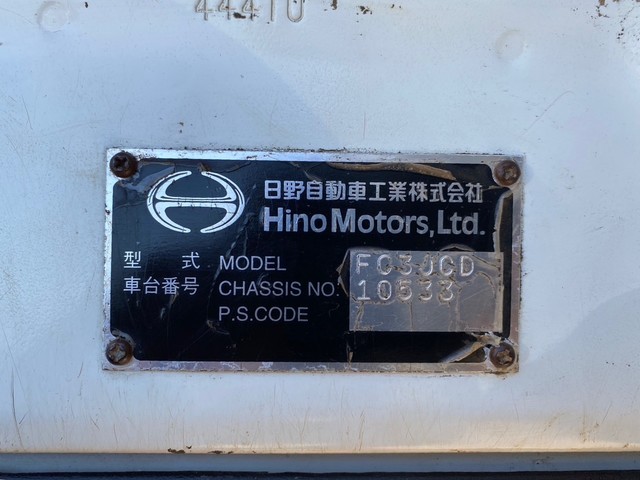 44410
日野自動車工業株式会社
Hino Motors, Ltd.
型式 MODEL FC3JCD
車台番号 CHASSIS NO. 10533
P.S.CODE